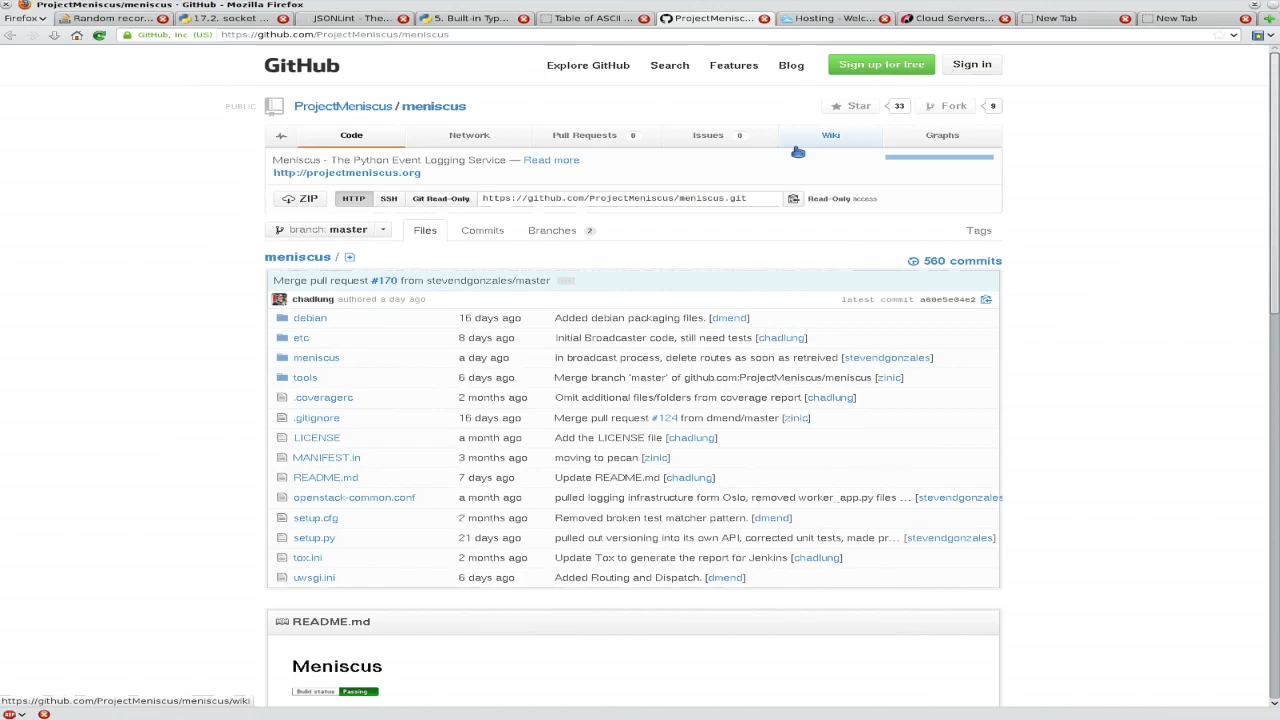 ProjectMeniscus/meniscus · GitHub - Mozilla Firefox
Firefox
Random recor...
17.2. socket —...
JSONLint - The...
5. Built-in Typ...
Table of ASCII ...
ProjectMenisc...
Hosting - Welc...
Cloud Servers...
New Tab
New Tab
GitHub, Inc. (US) https://github.com/ProjectMeniscus/meniscus
GitHub
Explore GitHub Search Features Blog Sign up for free Sign in
PUBLIC ProjectMeniscus / meniscus Star 33 Fork 9
Code Network Pull Requests 0 Issues 0 Wiki Graphs
Meniscus - The Python Event Logging Service — Read more
http://projectmeniscus.org
ZIP HTTP SSH Git Read-Only https://github.com/ProjectMeniscus/meniscus.git Read-Only access
branch: master Files Commits Branches 2 Tags
meniscus / 560 commits
Merge pull request #170 from stevendgonzales/master
chadlung authored a day ago latest commit a60e5e04e2
debian 16 days ago Added debian packaging files. [dmend]
etc 8 days ago Initial Broadcaster code, still need tests [chadlung]
meniscus a day ago in broadcast process, delete routes as soon as retreived [stevendgonzales]
tools 6 days ago Merge branch 'master' of github.com:ProjectMeniscus/meniscus [zinic]
.coveragerc 2 months ago Omit additional files/folders from coverage report [chadlung]
.gitignore 16 days ago Merge pull request #124 from dmend/master [zinic]
LICENSE a month ago Add the LICENSE file [chadlung]
MANIFEST.in 3 months ago moving to pecan [zinic]
README.md 7 days ago Update README.md [chadlung]
openstack-common.conf a month ago pulled logging infrastructure form Oslo, removed worker_app.py files ... [stevendgonzales
setup.cfg 2 months ago Removed broken test matcher pattern. [dmend]
setup.py 21 days ago pulled out versioning into its own API, corrected unit tests, made pr... [stevendgonzales]
tox.ini 2 months ago Update Tox to generate the report for Jenkins [chadlung]
uwsgi.ini 6 days ago Added Routing and Dispatch. [dmend]
README.md
Meniscus
Build status Passing
https://github.com/ProjectMeniscus/meniscus/wiki
ABP